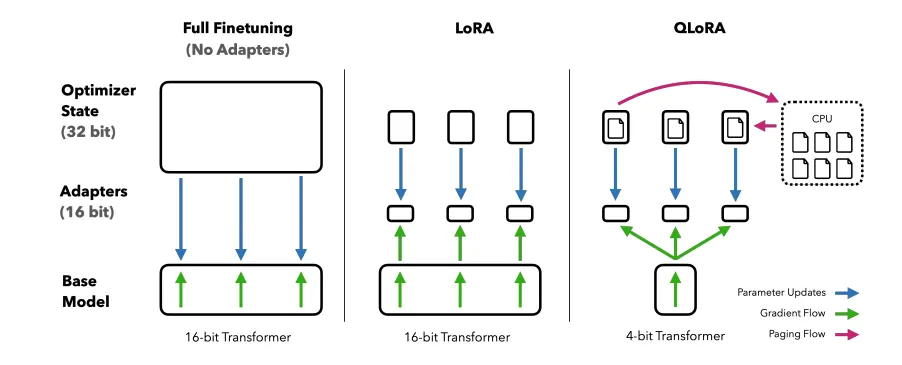 Full Finetuning
(No Adapters)
LoRA
QLoRA
Optimizer
State
(32 bit)
CPU
Adapters
(16 bit)
Base
Model
Parameter Updates
Gradient Flow
Paging Flow
16-bit Transformer
16-bit Transformer
4-bit Transformer